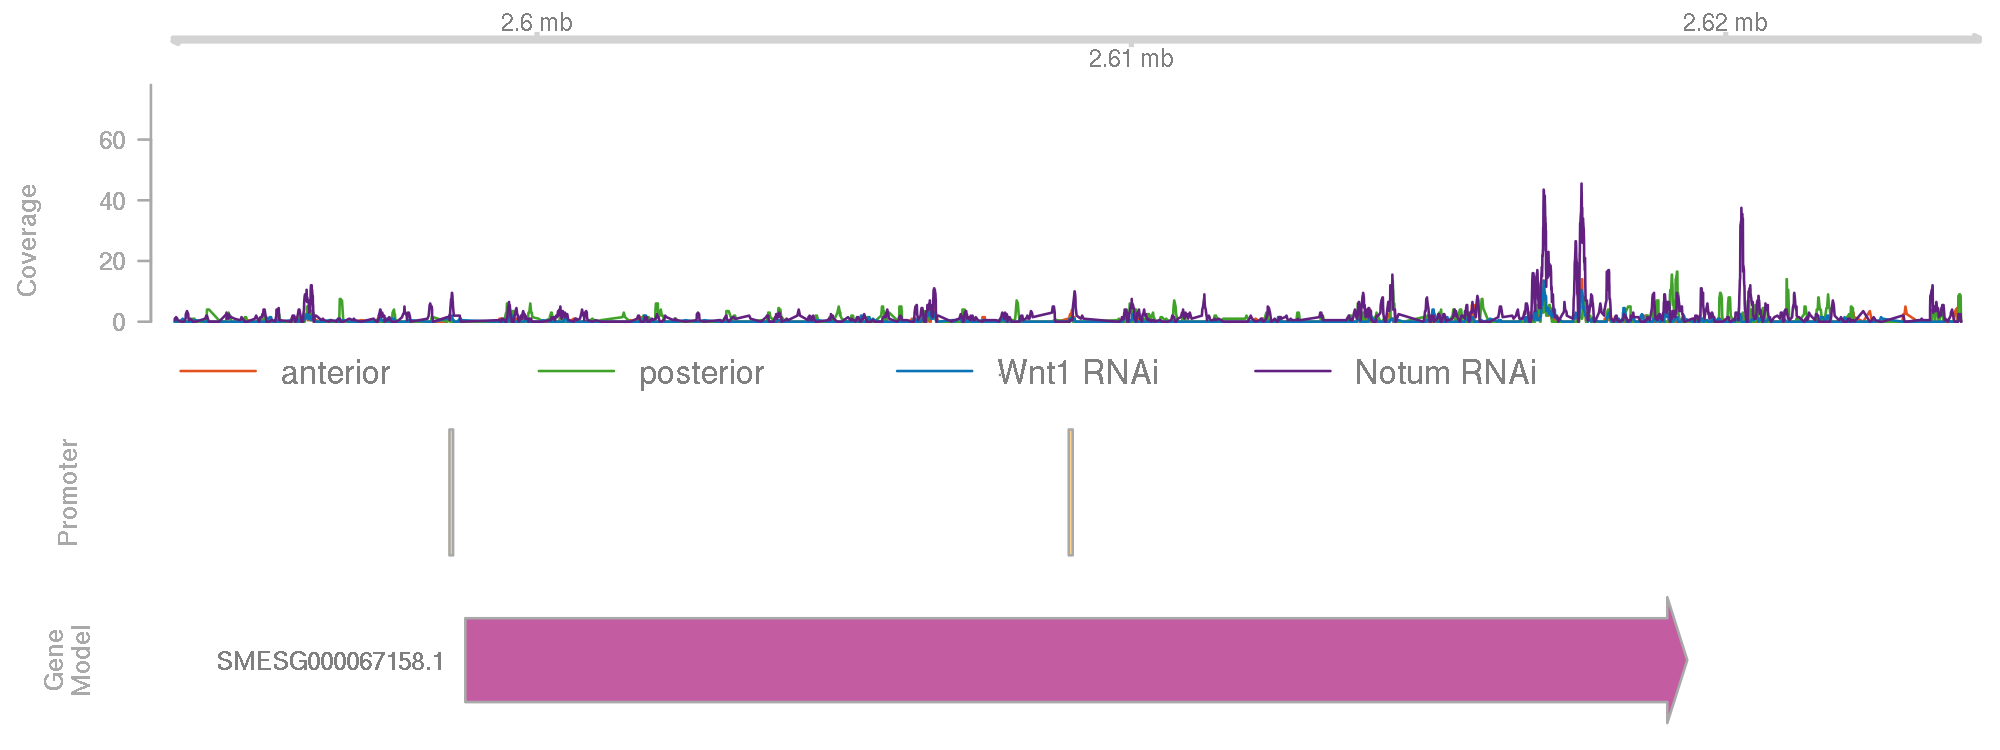 2.6 mb
2.62 mb
2.61 mb
Coverage
60
40
20
0
anterior posterior Wnt1 RNAi Notum RNAi
Promoter
Gene
Model
SMESG000067158.1